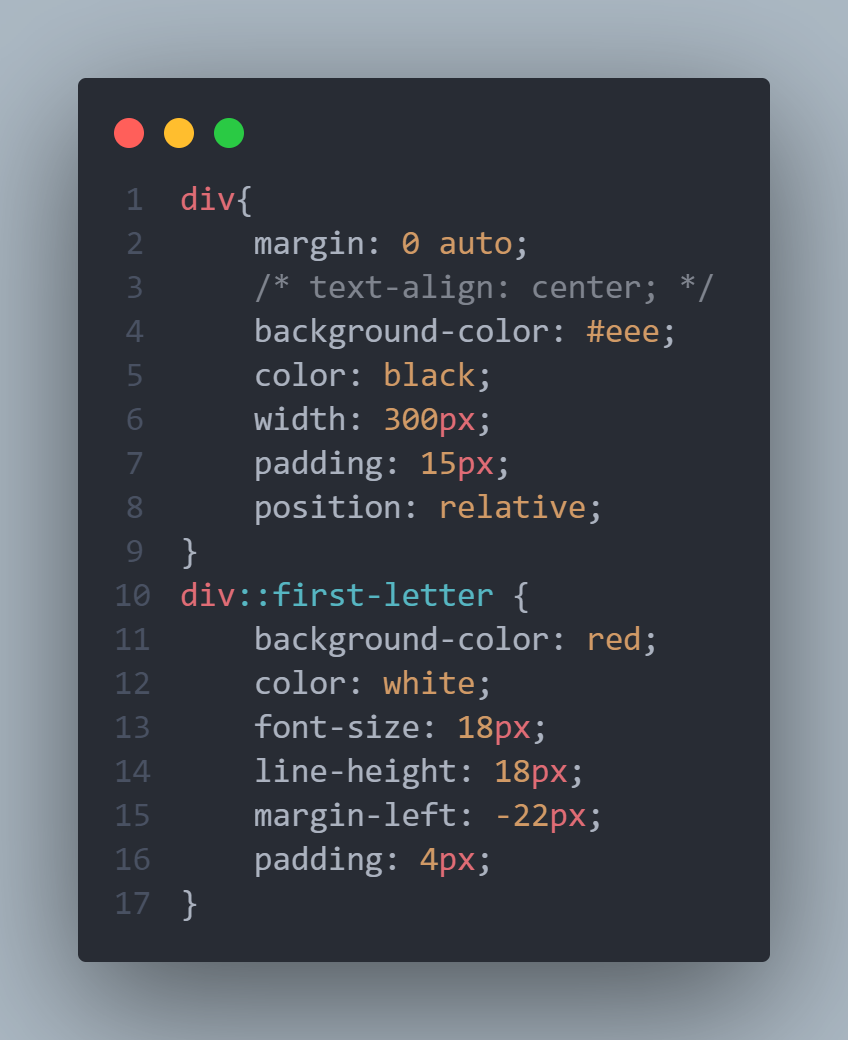 1 div{
2     margin: 0 auto;
3     /* text-align: center; */
4     background-color: #eee;
5     color: black;
6     width: 300px;
7     padding: 15px;
8     position: relative;
9 }
10 div::first-letter {
11     background-color: red;
12     color: white;
13     font-size: 18px;
14     line-height: 18px;
15     margin-left: -22px;
16     padding: 4px;
17 }